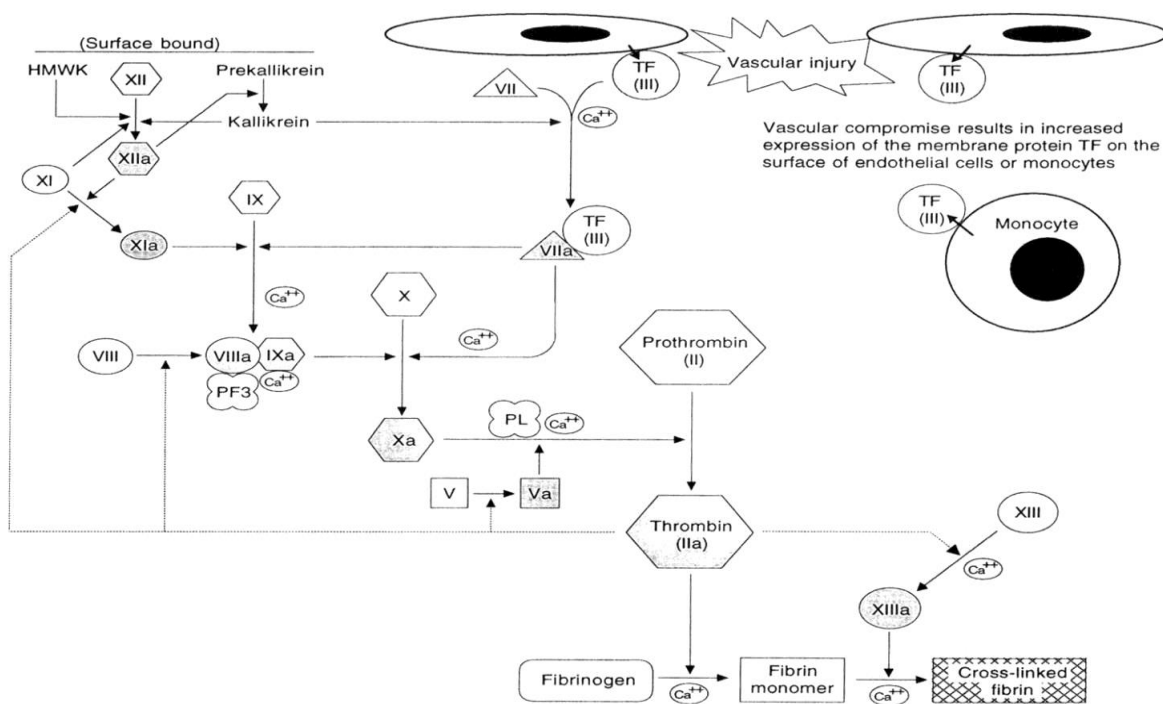 (Surface bound)
HMWK
XII
Prekallikrein
Kallikrein
XIIa
XI
XIa
IX
VII
TF
(III)
Vascular injury
TF
(III)
Ca++
Vascular compromise results in increased
expression of the membrane protein TF on the
surface of endothelial cells or monocytes
TF
(III)
Monocyte
TF
(III)
VIIa
Ca++
X
Ca++
VIII
VIIIa
IXa
PF3
Ca++
Prothrombin
(II)
Xa
PL
Ca++
V
Va
Thrombin
(IIa)
XIII
Ca++
XIIIa
Fibrinogen
Ca++
Fibrin
monomer
Ca++
Cross-linked
fibrin